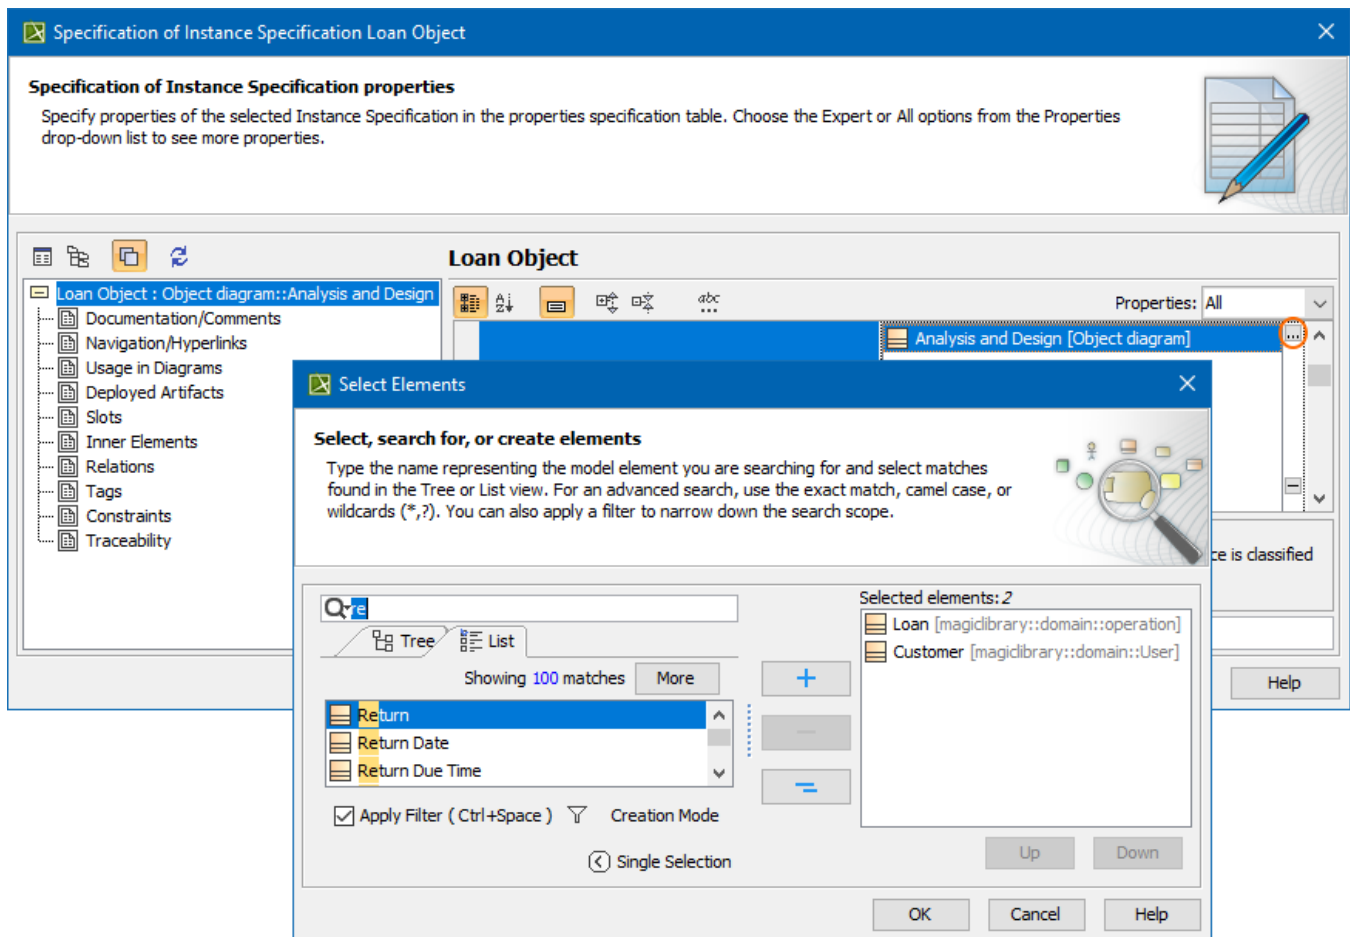 Specification of Instance Specification Loan Object
Specification of Instance Specification properties
Specify properties of the selected Instance Specification in the properties specification table. Choose the Expert or All options from the Properties
drop-down list to see more properties.
Loan Object
Loan Object : Object diagram::Analysis and Design
Documentation/Comments
Navigation/Hyperlinks
Usage in Diagrams
Deployed Artifacts
Slots
Inner Elements
Relations
Tags
Constraints
Traceability
A
Z
abc
Properties: All
Analysis and Design [Object diagram]
...
ce is classified
Help
Select Elements
Select, search for, or create elements
Type the name representing the model element you are searching for and select matches
found in the Tree or List view. For an advanced search, use the exact match, camel case, or
wildcards (*,?). You can also apply a filter to narrow down the search scope.
re
Tree List
Showing 100 matches More
Return
Return Date
Return Due Time
Apply Filter ( Ctrl+Space ) Creation Mode
Single Selection
Selected elements: 2
Loan [magiclibrary::domain::operation]
Customer [magiclibrary::domain::User]
Up Down
OK Cancel Help